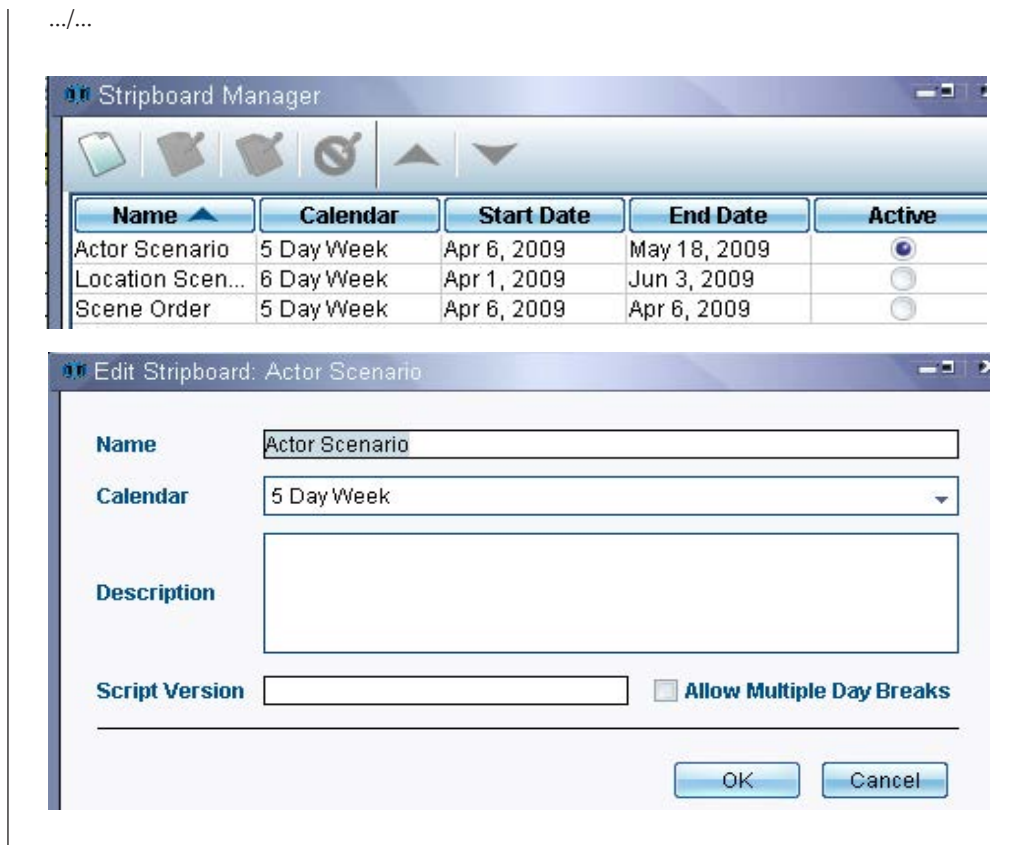 .../...
Stripboard Manager
Name Calendar Start Date End Date Active
Actor Scenario 5 Day Week Apr 6, 2009 May 18, 2009
Location Scen... 6 Day Week Apr 1, 2009 Jun 3, 2009
Scene Order 5 Day Week Apr 6, 2009 Apr 6, 2009
Edit Stripboard: Actor Scenario
Name Actor Scenario
Calendar 5 Day Week
Description
Script Version Allow Multiple Day Breaks
OK Cancel